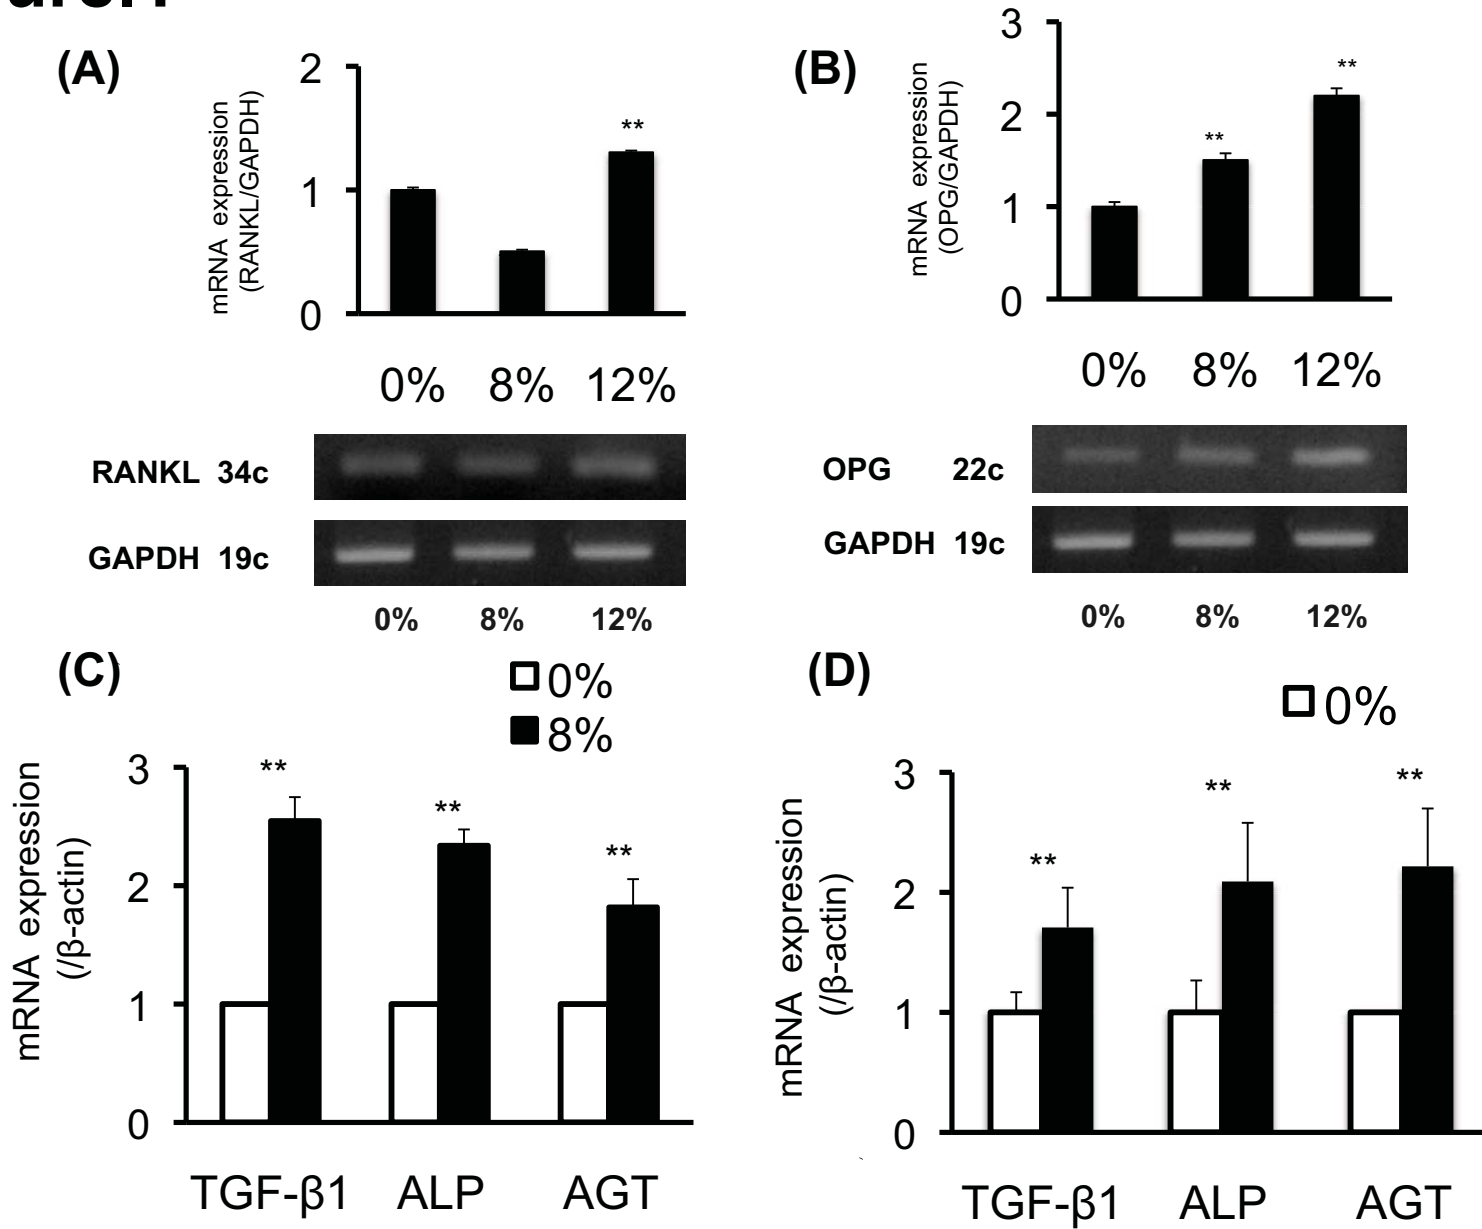 (A)
2
1
0
mRNA expression
(RANKL/GAPDH)
**
0% 8% 12%
RANKL 34c
GAPDH 19c
0% 8% 12%
(B)
3
2
1
0
mRNA expression
(OPG/GAPDH)
**
**
0% 8% 12%
OPG 22c
GAPDH 19c
0% 8% 12%
(C)
0%
8%
3
2
1
0
mRNA expression
(/β-actin)
**
**
**
TGF-β1 ALP AGT
(D)
0%
3
2
1
0
mRNA expression
(/β-actin)
**
**
**
TGF-β1 ALP AGT